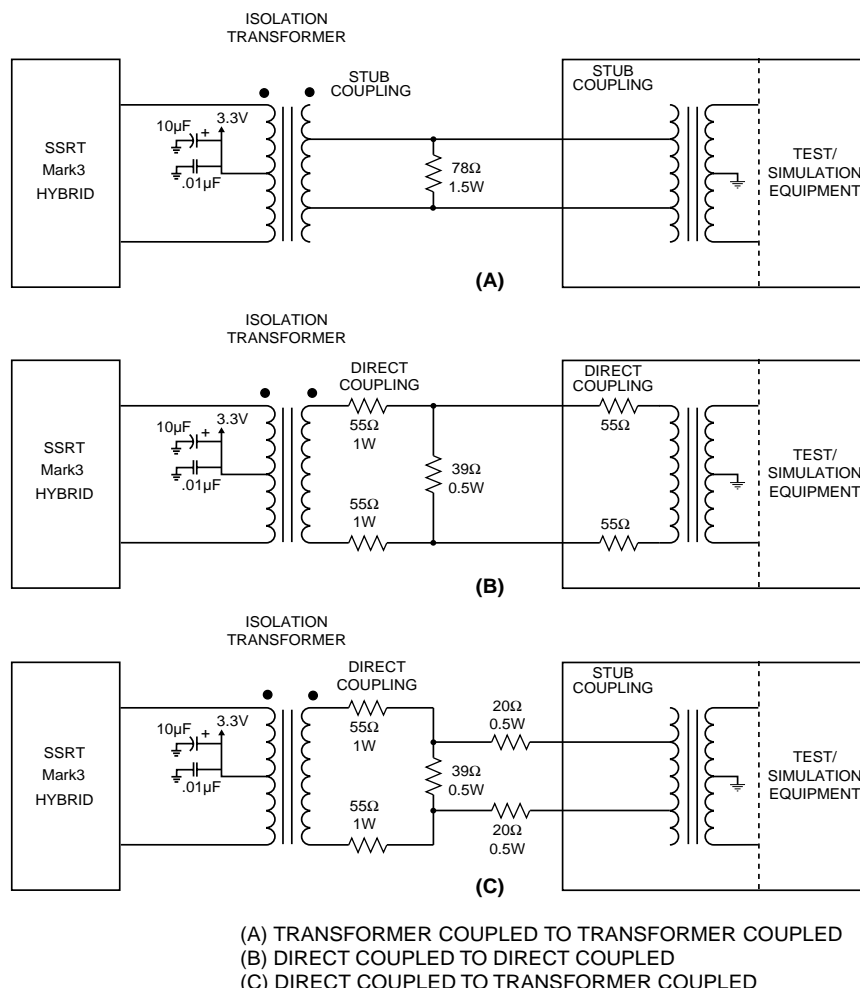 ISOLATION
TRANSFORMER
STUB
COUPLING
STUB
COUPLING
10µF
+
3.3V
.01µF
SSRT
Mark3
HYBRID
78Ω
1.5W
TEST/
SIMULATION
EQUIPMENT
(A)
ISOLATION
TRANSFORMER
DIRECT
COUPLING
DIRECT
COUPLING
10µF
+
3.3V
.01µF
SSRT
Mark3
HYBRID
55Ω
1W
39Ω
0.5W
55Ω
1W
55Ω
55Ω
TEST/
SIMULATION
EQUIPMENT
(B)
ISOLATION
TRANSFORMER
DIRECT
COUPLING
STUB
COUPLING
10µF
+
3.3V
.01µF
SSRT
Mark3
HYBRID
55Ω
1W
39Ω
0.5W
55Ω
1W
20Ω
0.5W
20Ω
0.5W
TEST/
SIMULATION
EQUIPMENT
(C)
(A) TRANSFORMER COUPLED TO TRANSFORMER COUPLED
(B) DIRECT COUPLED TO DIRECT COUPLED
(C) DIRECT COUPLED TO TRANSFORMER COUPLED